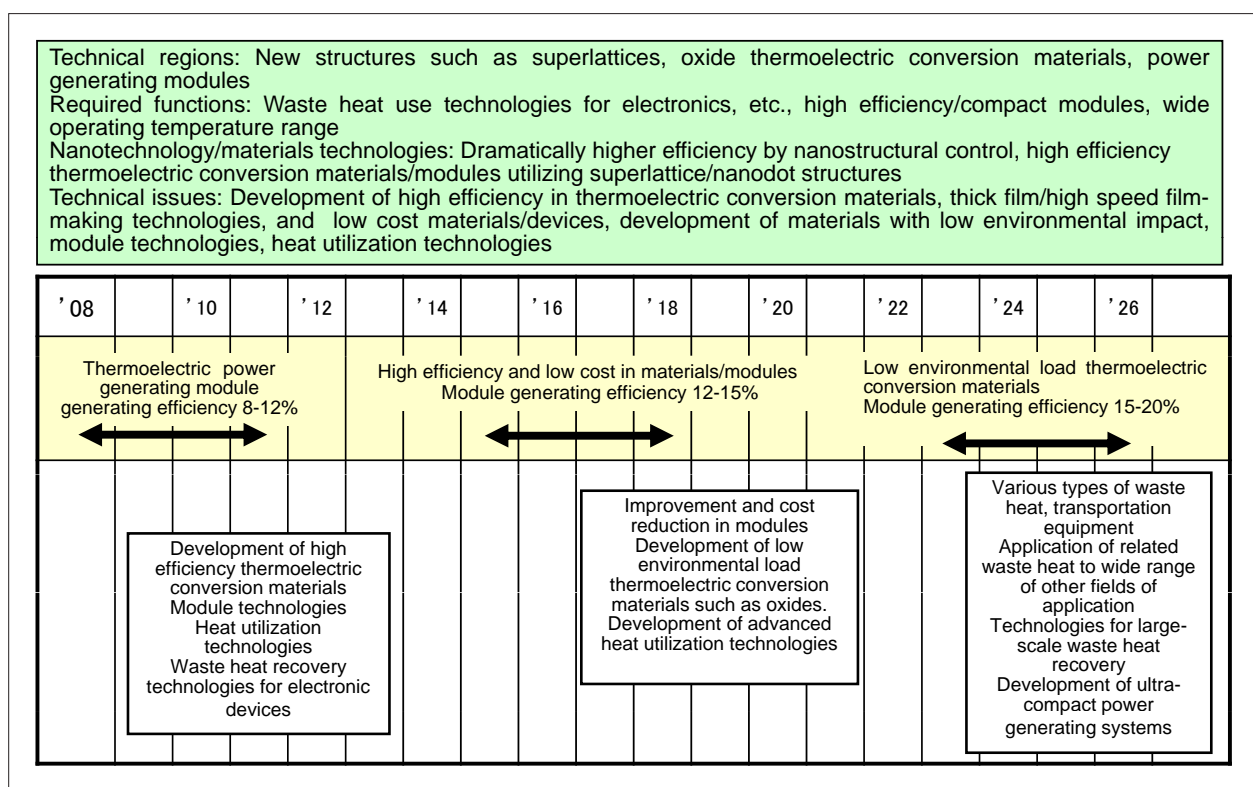 Technical regions: New structures such as superlattices, oxide thermoelectric conversion materials, power
generating modules
Required functions: Waste heat use technologies for electronics, etc., high efficiency/compact modules, wide
operating temperature range
Nanotechnology/materials technologies: Dramatically higher efficiency by nanostructural control, high efficiency
thermoelectric conversion materials/modules utilizing superlattice/nanodot structures
Technical issues: Development of high efficiency in thermoelectric conversion materials, thick film/high speed film-
making technologies, and low cost materials/devices, development of materials with low environmental impact,
module technologies, heat utilization technologies
'08 '10 '12 '14 '16 '18 '20 '22 '24 '26
Thermoelectric power
generating module
generating efficiency 8-12%
High efficiency and low cost in materials/modules
Module generating efficiency 12-15%
Low environmental load thermoelectric
conversion materials
Module generating efficiency 15-20%
Development of high
efficiency thermoelectric
conversion materials
Module technologies
Heat utilization
technologies
Waste heat recovery
technologies for electronic
devices
Improvement and cost
reduction in modules
Development of low
environmental load
thermoelectric conversion
materials such as oxides.
Development of advanced
heat utilization technologies
Various types of waste
heat, transportation
equipment
Application of related
waste heat to wide range
of other fields of
application
Technologies for large-
scale waste heat
recovery
Development of ultra-
compact power
generating systems